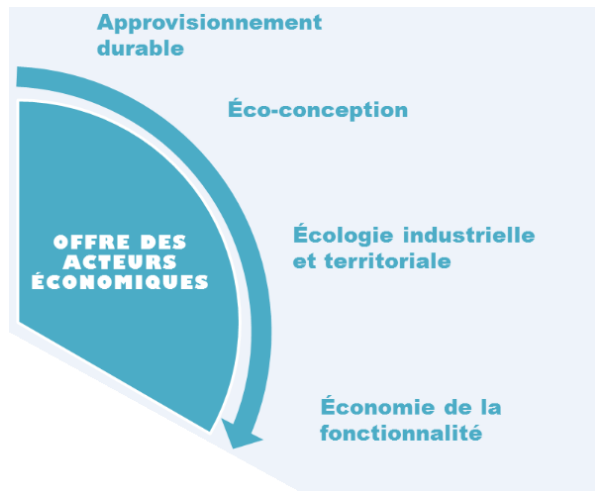 Approvisionnement
durable
Éco-conception
OFFRE DES
ACTEURS
ÉCONOMIQUES
Écologie industrielle
et territoriale
Économie de la
fonctionnalité